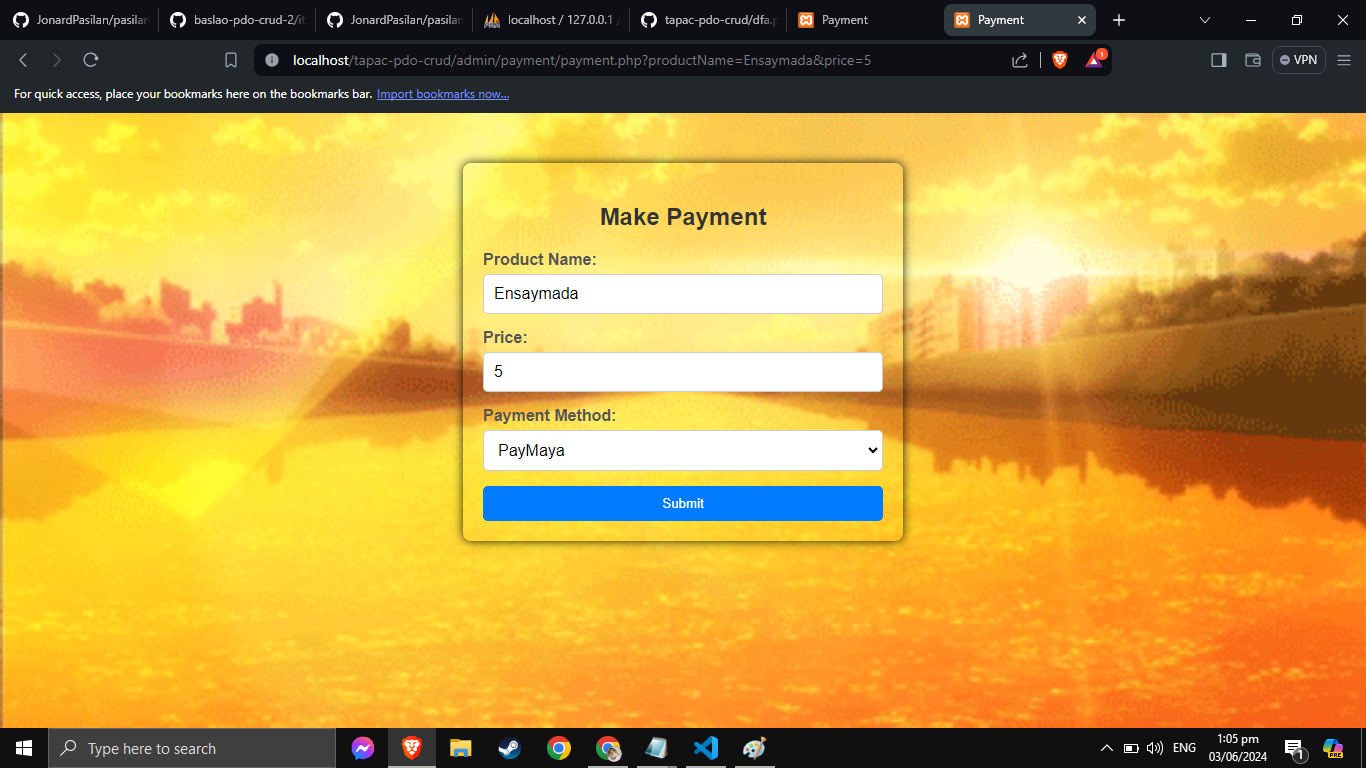 JonardPasilan/pasilan
baslao-pdo-crud-2/it
JonardPasilan/pasilan
localhost / 127.0.0.1 /
tapac-pdo-crud/dfa.p
Payment
Payment
localhost/tapac-pdo-crud/admin/payment/payment.php?productName=Ensaymada&price=5
1
VPN
For quick access, place your bookmarks here on the bookmarks bar. Import bookmarks now...
Make Payment
Product Name:
Ensaymada
Price:
5
Payment Method:
PayMaya
Submit
Type here to search
ENG
1:05 pm
03/06/2024
1
PRE